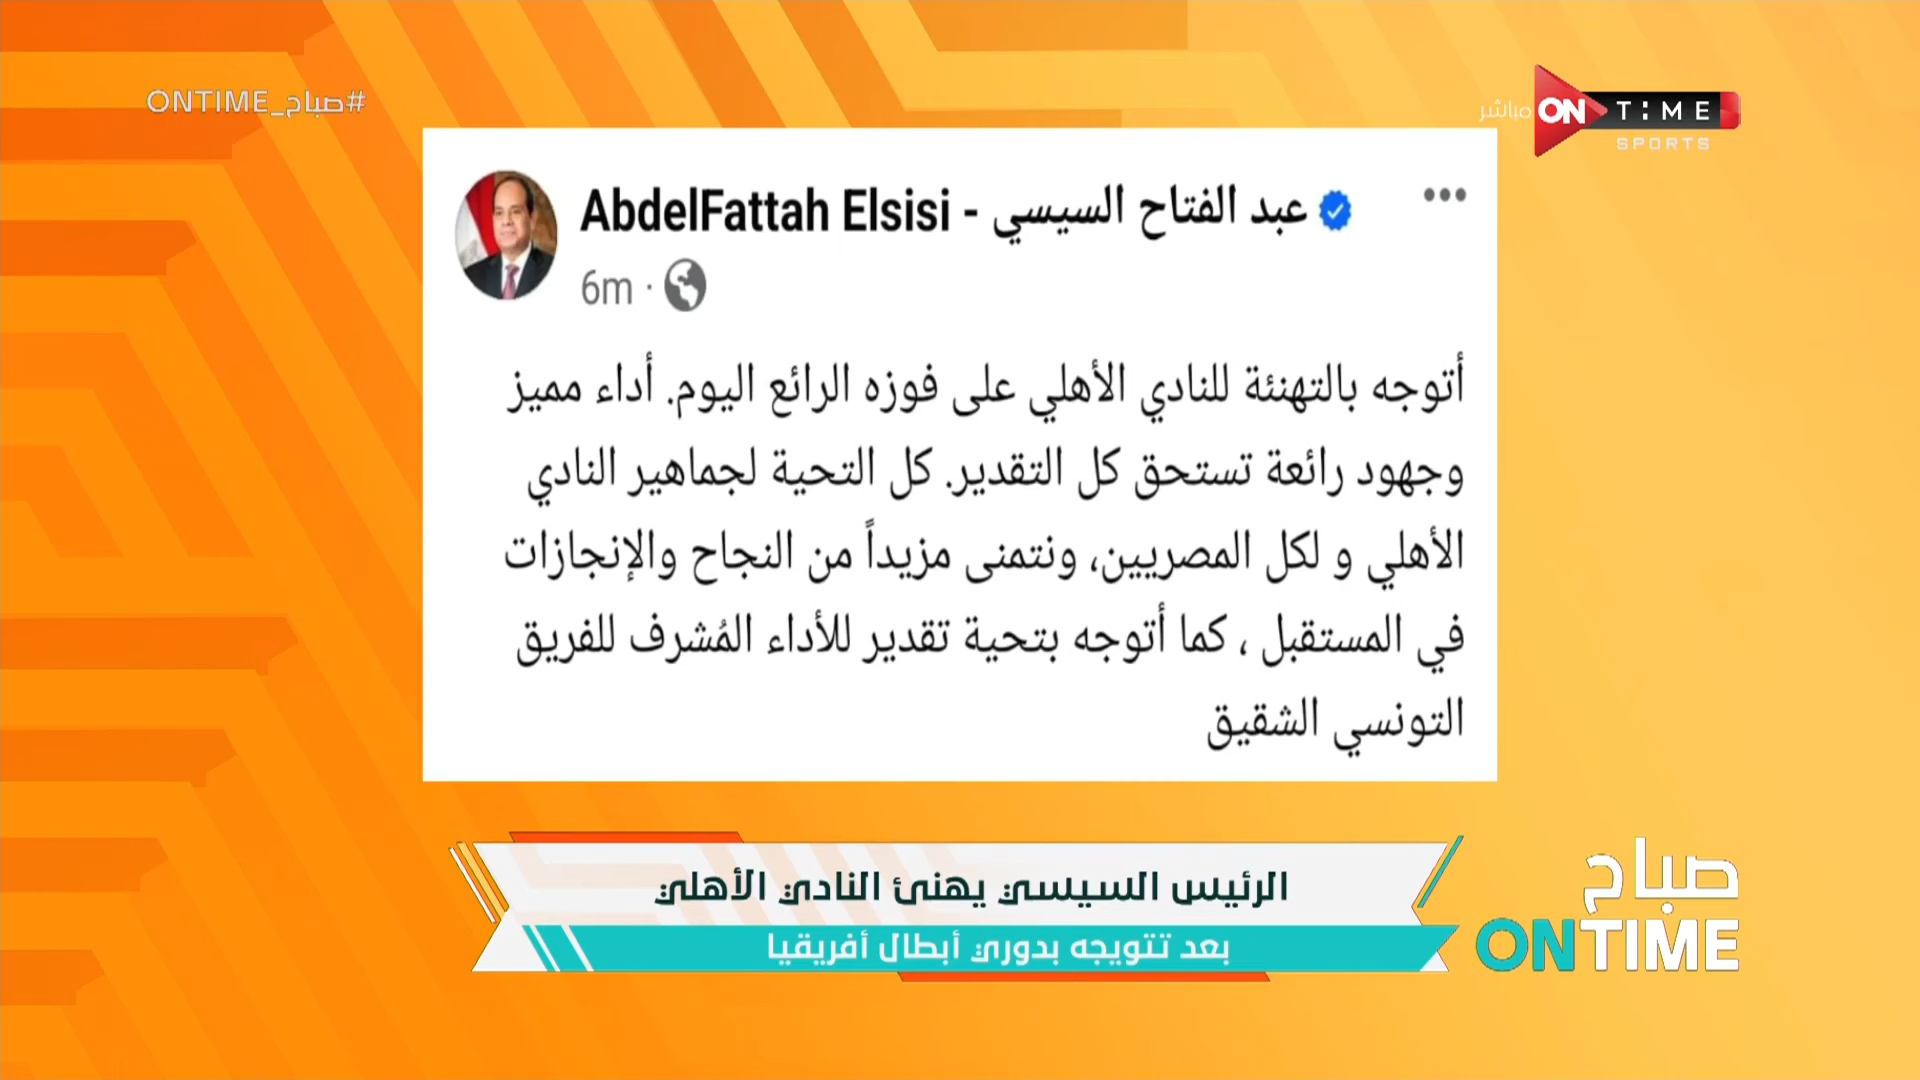 #صباح_ONTIME
مباشر ON TIME
SPORTS
AbdelFattah Elsisi - عبد الفتاح السيسي
6m ·
أتوجه بالتهنئة للنادي الأهلي على فوزه الرائع اليوم. أداء مميز
وجهود رائعة تستحق كل التقدير. كل التحية لجماهير النادي
الأهلي و لكل المصريين، ونتمنى مزيداً من النجاح والإنجازات
في المستقبل ، كما أتوجه بتحية تقدير للأداء المُشرف للفريق
التونسي الشقيق
الرئيس السيسي يهنئ النادي الأهلي
بعد تتويجه بدوري أبطال أفريقيا
صباح
ONTIME